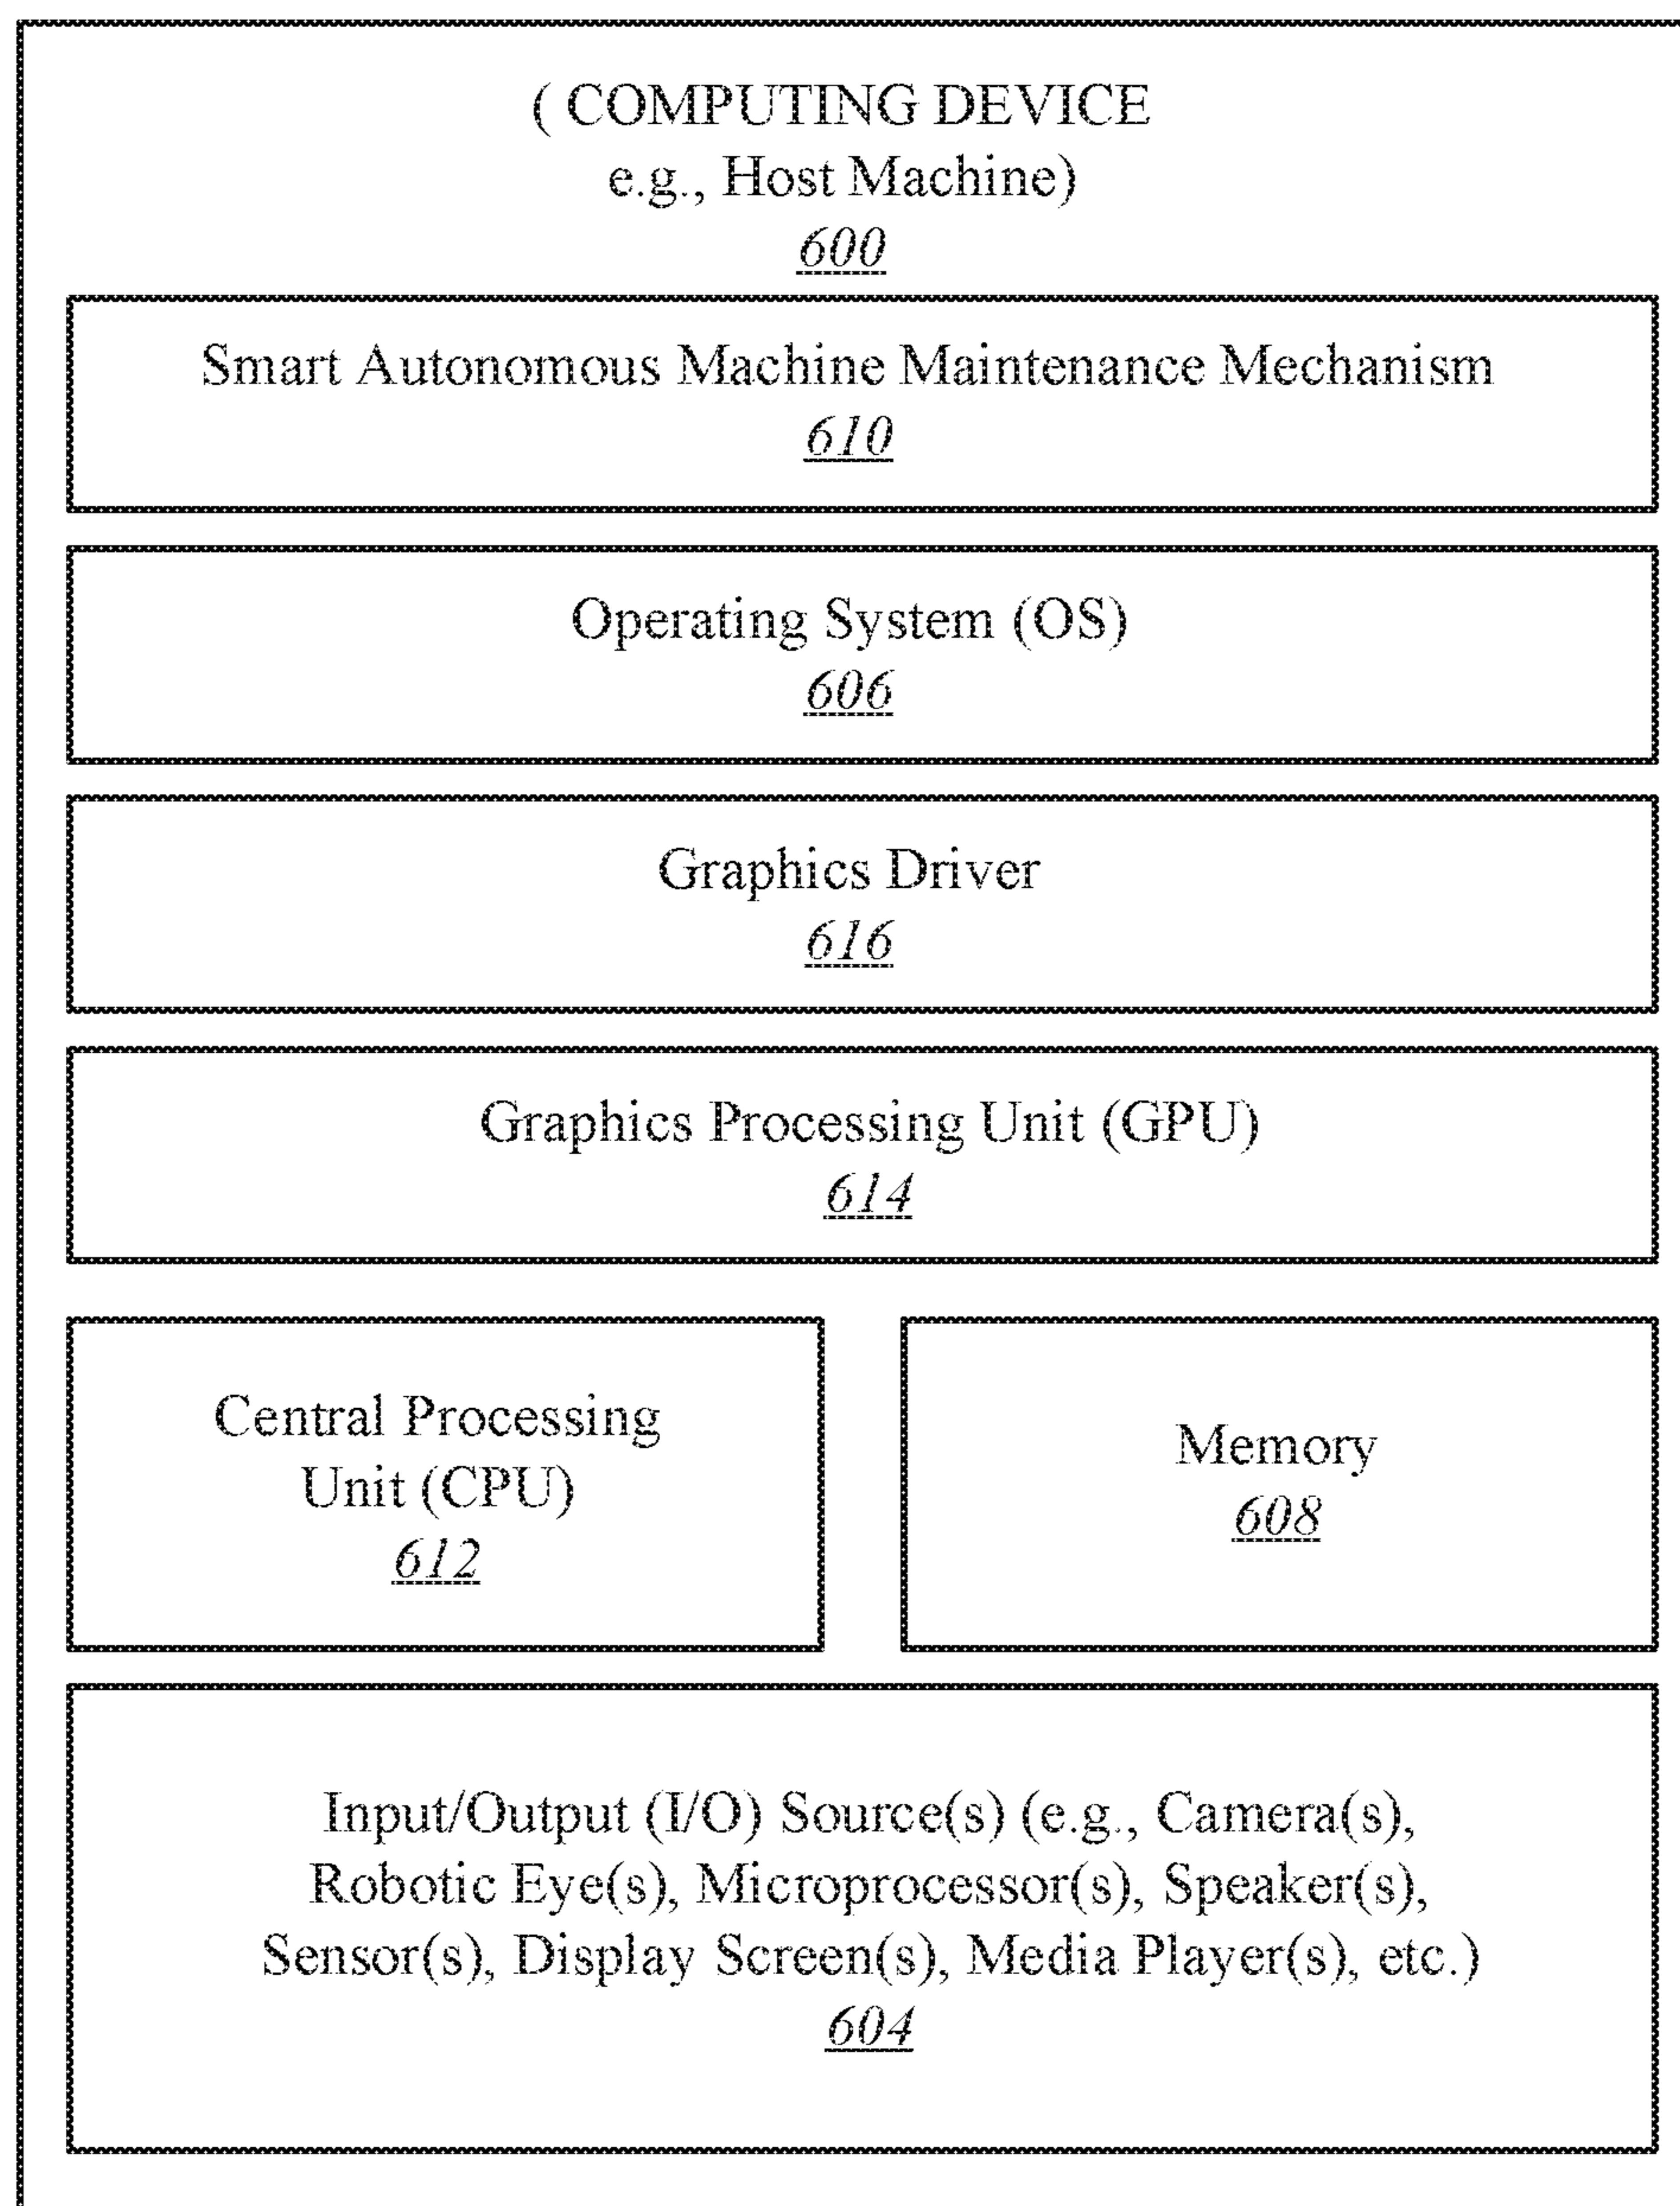 ( COMPUTING DEVICE
e.g., Host Machine)
600
Smart Autonomous Machine Maintenance Mechanism
610
Operating System (OS)
606
Graphics Driver
616
Graphics Processing Unit (GPU)
614
Central Processing
Unit (CPU)
612
Memory
608
Input/Output (I/O) Source(s) (e.g., Camera(s),
Robotic Eye(s), Microprocessor(s), Speaker(s),
Sensor(s), Display Screen(s), Media Player(s), etc.)
604